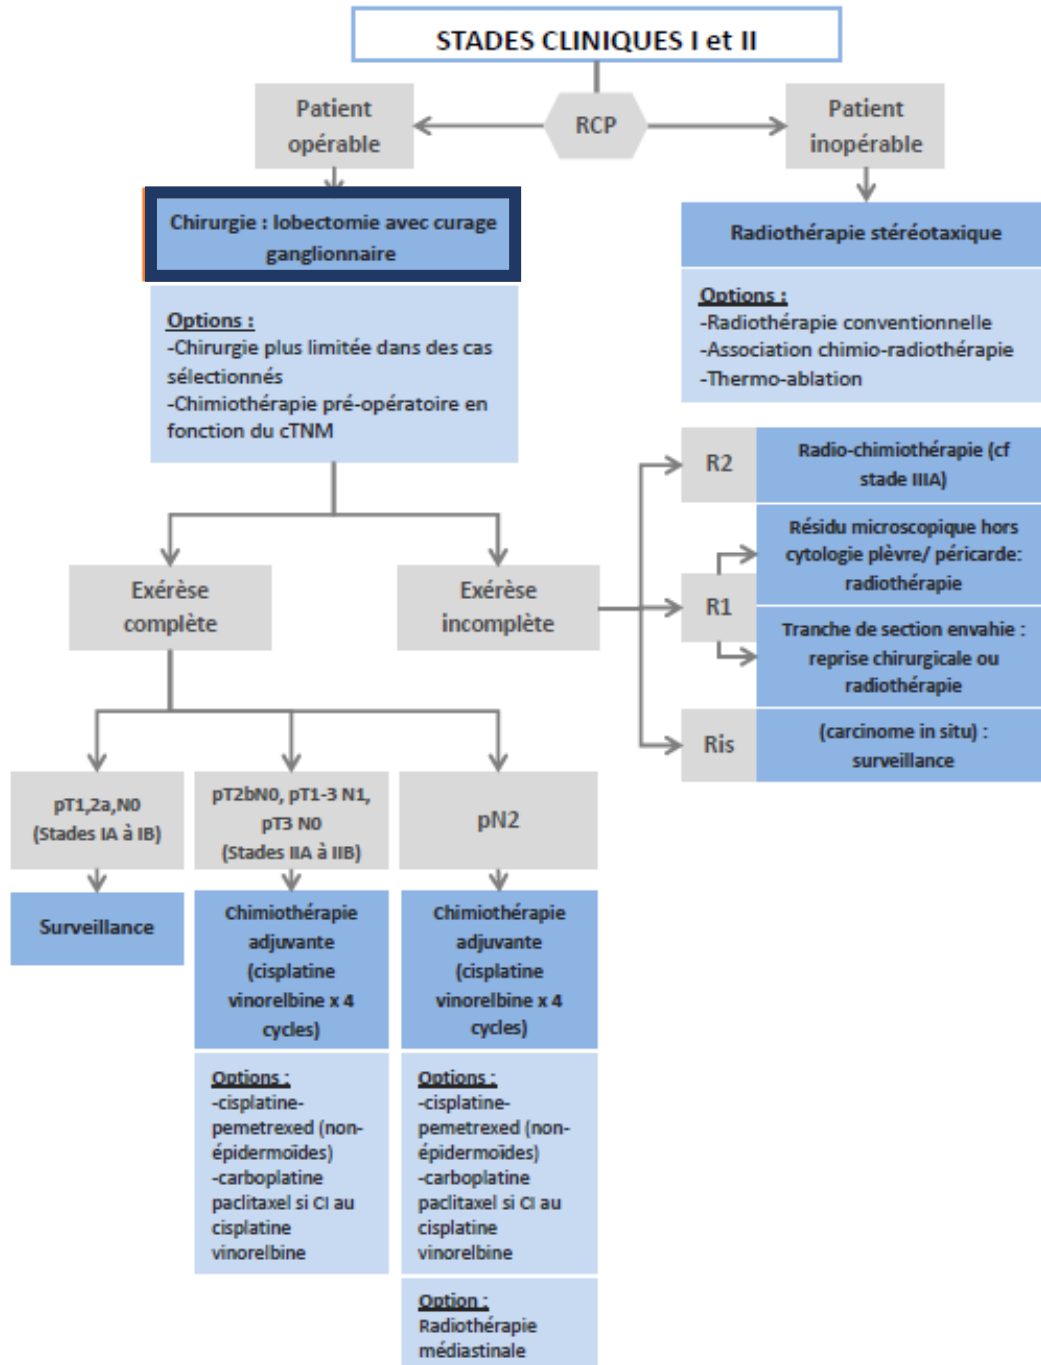 STADES CLINIQUES I et II
RCP
Patient
opérable
Patient
inopérable
Chirurgie : lobectomie avec curage
ganglionnaire
Options :
-Chirurgie plus limitée dans des cas
sélectionnés
-Chimiothérapie pré-opératoire en
fonction du cTNM
Radiothérapie stéréotaxique
Options :
-Radiothérapie conventionnelle
-Association chimio-radiothérapie
-Thermo-ablation
Exérèse
complète
Exérèse
incomplète
R2
Radio-chimiothérapie (cf
stade IIIA)
R1
Résidu microscopique hors
cytologie plèvre/ péricarde:
radiothérapie
Tranche de section envahie :
reprise chirurgicale ou
radiothérapie
Ris
(carcinome in situ) :
surveillance
pT1,2a,N0
(Stades IA à IB)
Surveillance
pT2bN0, pT1-3 N1,
pT3 N0
(Stades IIA à IIB)
Chimiothérapie
adjuvante
(cisplatine
vinorelbine x 4
cycles)
Options :
-cisplatine-
pemetrexed (non-
épidermoïdes)
-carboplatine
paclitaxel si CI au
cisplatine
vinorelbine
pN2
Chimiothérapie
adjuvante
(cisplatine
vinorelbine x 4
cycles)
Options :
-cisplatine-
pemetrexed (non-
épidermoïdes)
-carboplatine
paclitaxel si CI au
cisplatine
vinorelbine
Option :
Radiothérapie
médiastinale